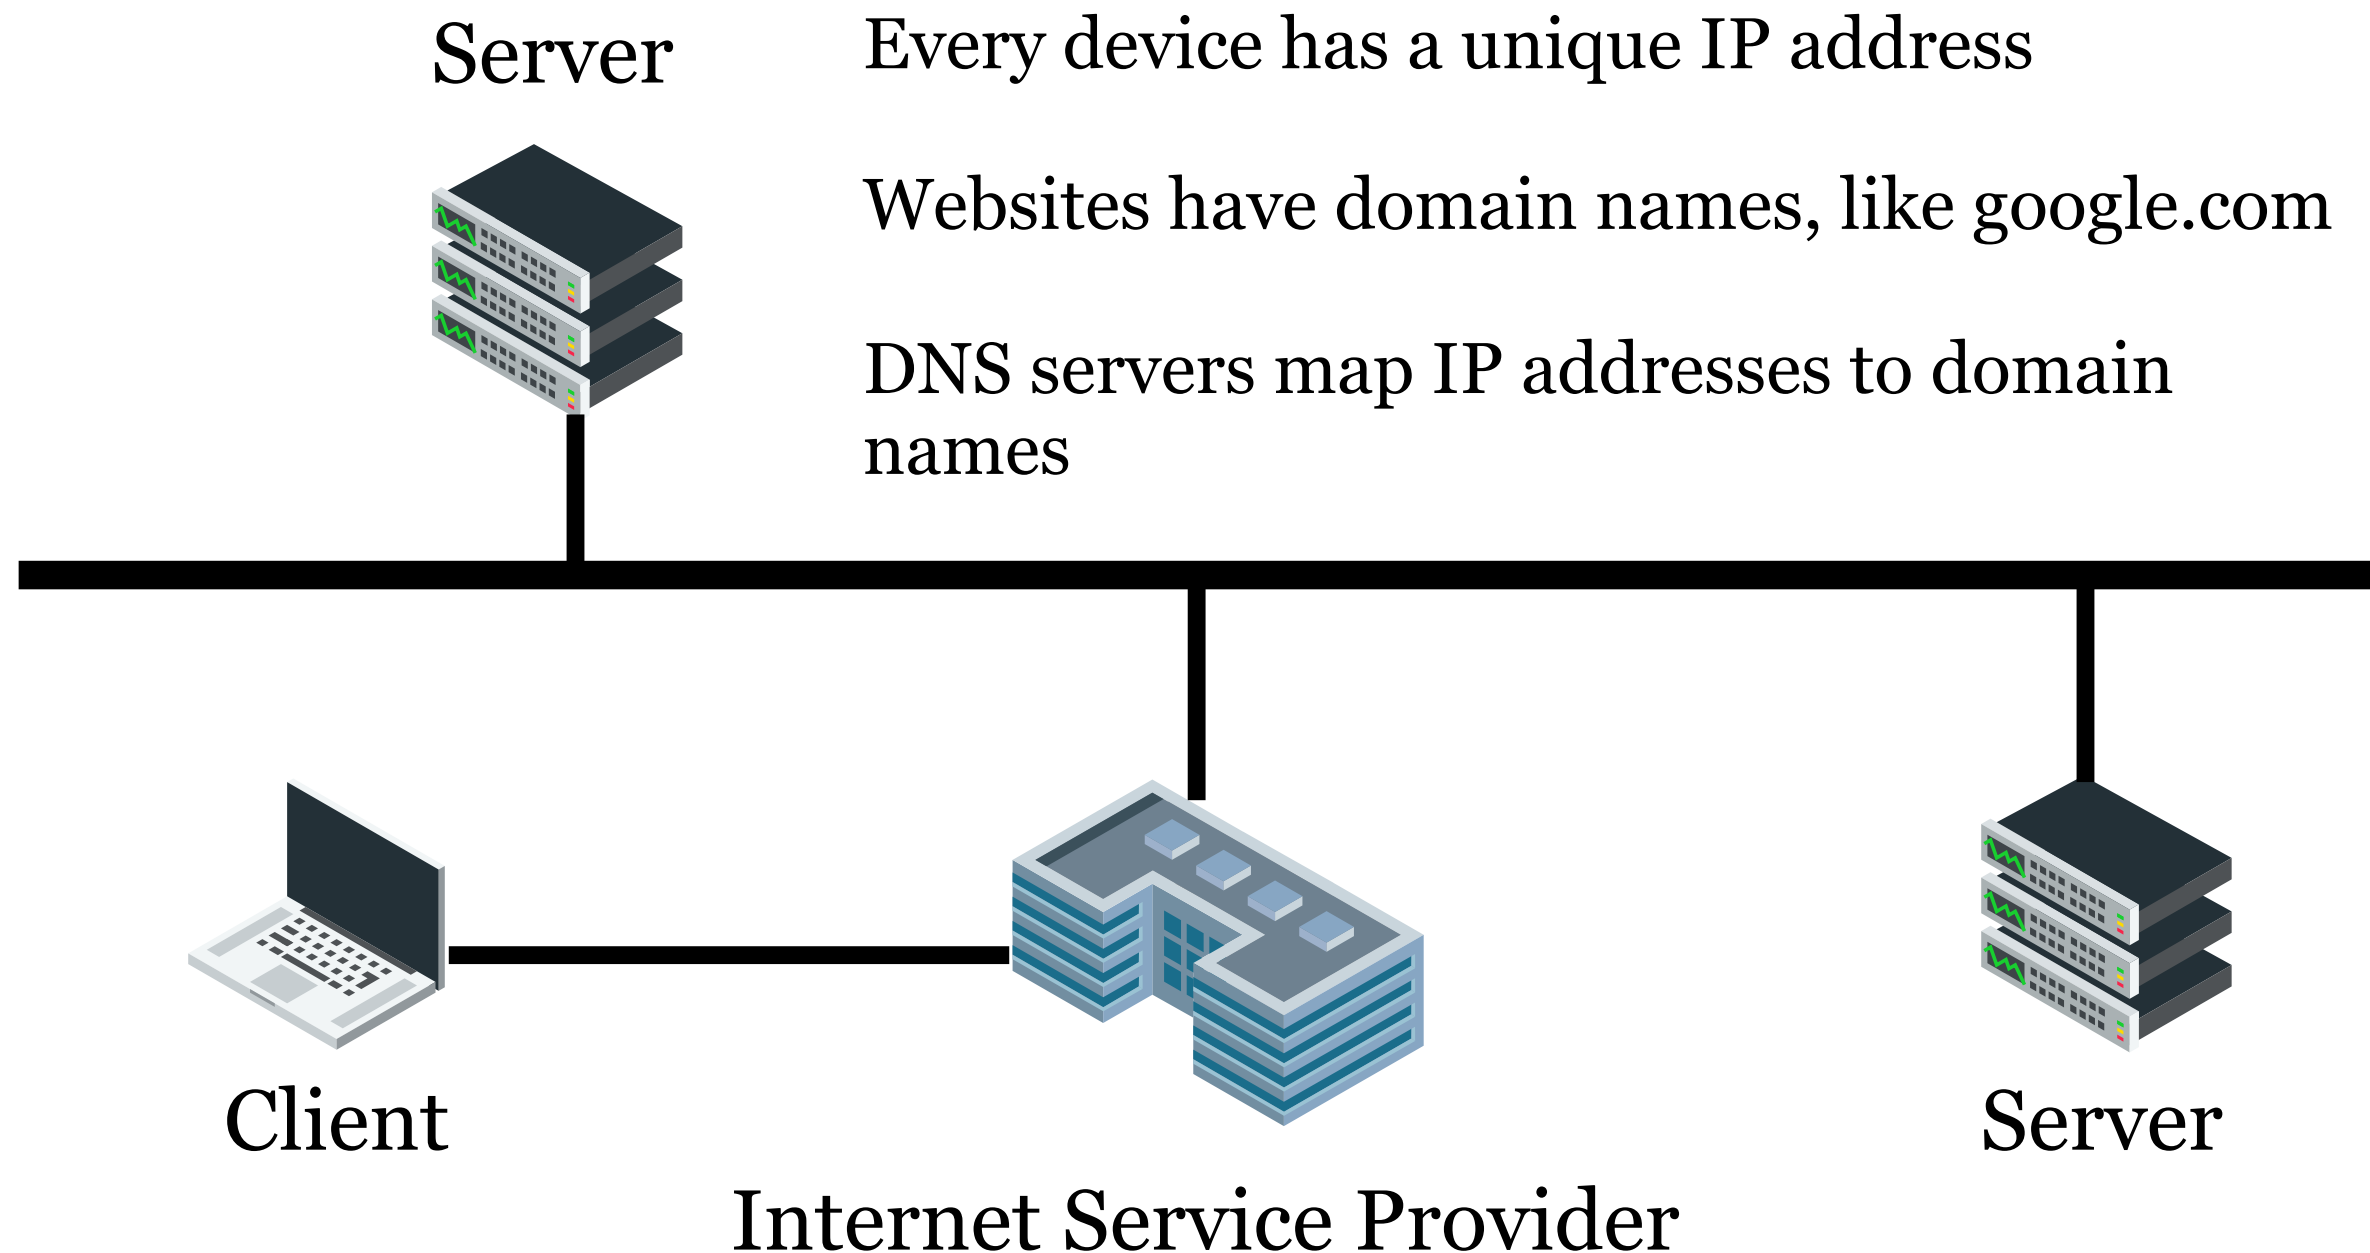 Server
Every device has a unique IP address
Websites have domain names, like google.com
DNS servers map IP addresses to domain
names
Client
Server
Internet Service Provider